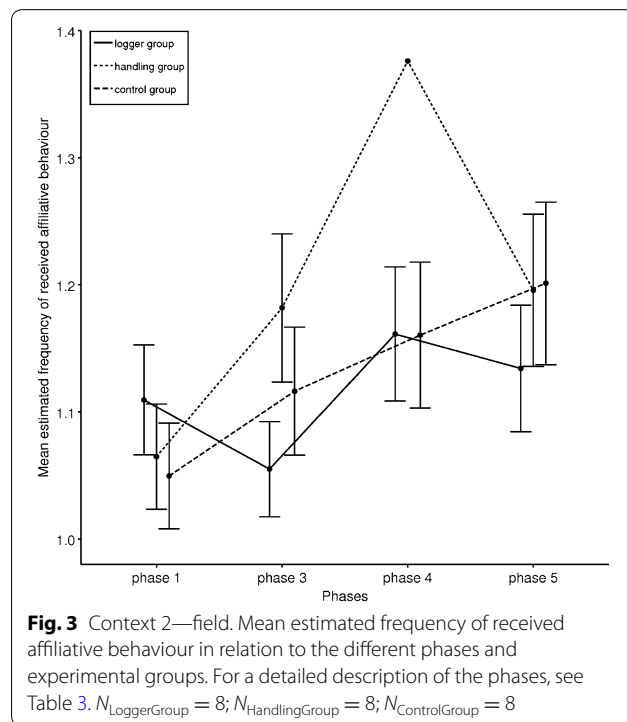 1.4
logger group
handling group
control group
1.3
1.2
1.1
1.0
Mean estimated frequency of received affiliative behaviour
phase 1 phase 3 phase 4 phase 5
Phases
Fig. 3 Context 2—field. Mean estimated frequency of received
affiliative behaviour in relation to the different phases and
experimental groups. For a detailed description of the phases, see
Table 3. N_LoggerGroup = 8; N_HandlingGroup = 8; N_ControlGroup = 8